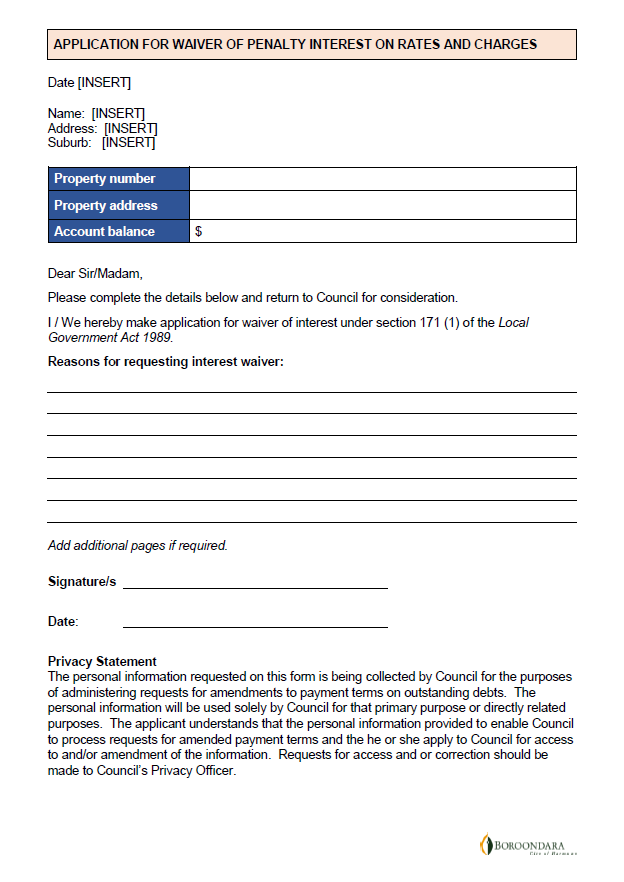 APPLICATION FOR WAIVER OF PENALTY INTEREST ON RATES AND CHARGES
Date [INSERT]
Name: [INSERT]
Address: [INSERT]
Suburb: [INSERT]
Property number
Property address
Account balance $
Dear Sir/Madam,
Please complete the details below and return to Council for consideration.
I / We hereby make application for waiver of interest under section 171 (1) of the Local
Government Act 1989.
Reasons for requesting interest waiver:
Add additional pages if required.
Signature/s
Date:
Privacy Statement
The personal information requested on this form is being collected by Council for the purposes
of administering requests for amendments to payment terms on outstanding debts. The
personal information will be used solely by Council for that primary purpose or directly related
purposes. The applicant understands that the personal information provided to enable Council
to process requests for amended payment terms and the he or she apply to Council for access
to and/or amendment of the information. Requests for access and or correction should be
made to Council's Privacy Officer.
BOROONDARA
City of Harmony